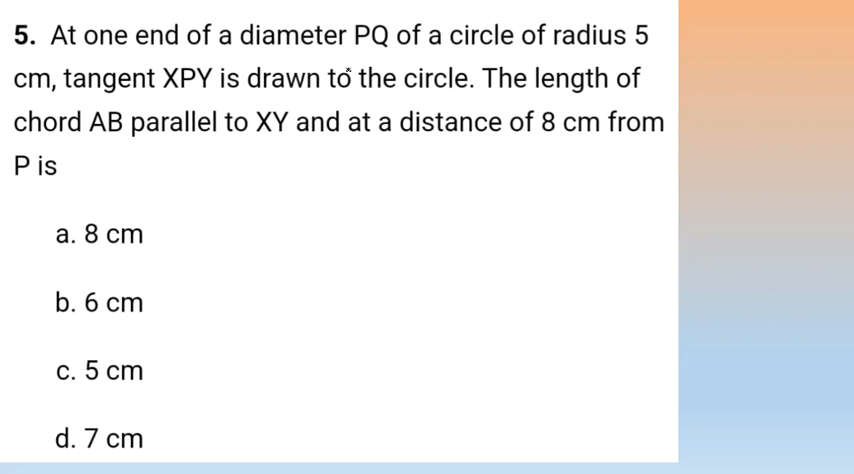 5. At one end of a diameter PQ of a circle of radius 5
cm, tangent XPY is drawn to the circle. The length of
chord AB parallel to XY and at a distance of 8 cm from
P is
a. 8 cm
b. 6 cm
c. 5 cm
d. 7 cm